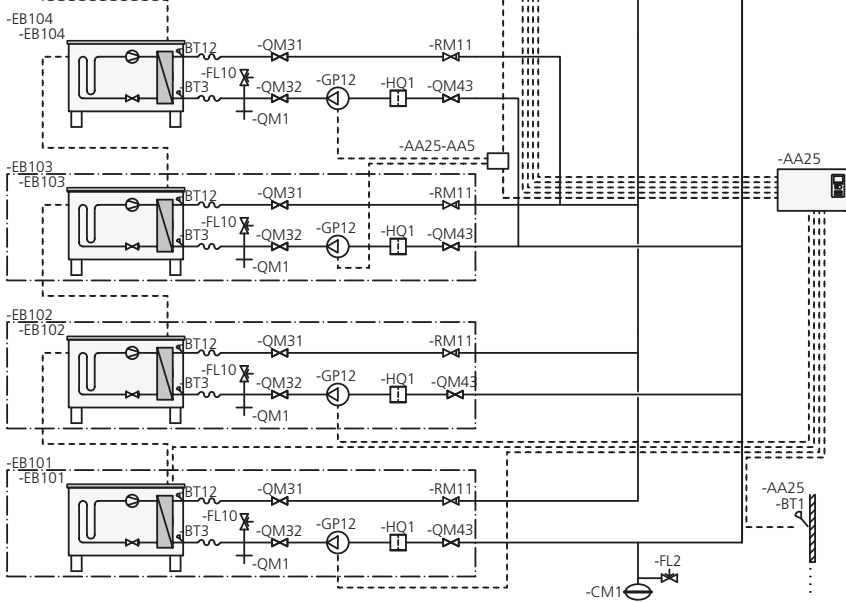 -EB104
-EB104
-BT12
-QM31
-RM11
-FL10
-GP12
-BT3
-QM32
-HQ1
-QM43
-QM1
-AA25-AA5
-AA25
-EB103
-EB103
-BT12
-QM31
-RM11
-FL10
-GP12
-BT3
-QM32
-HQ1
-QM43
-QM1
-EB102
-EB102
-BT12
-QM31
-RM11
-FL10
-GP12
-BT3
-QM32
-HQ1
-QM43
-QM1
-EB101
-EB101
-BT12
-QM31
-RM11
-AA25
-BT1
-FL10
-GP12
-BT3
-QM32
-HQ1
-QM43
-QM1
-FL2
-CM1